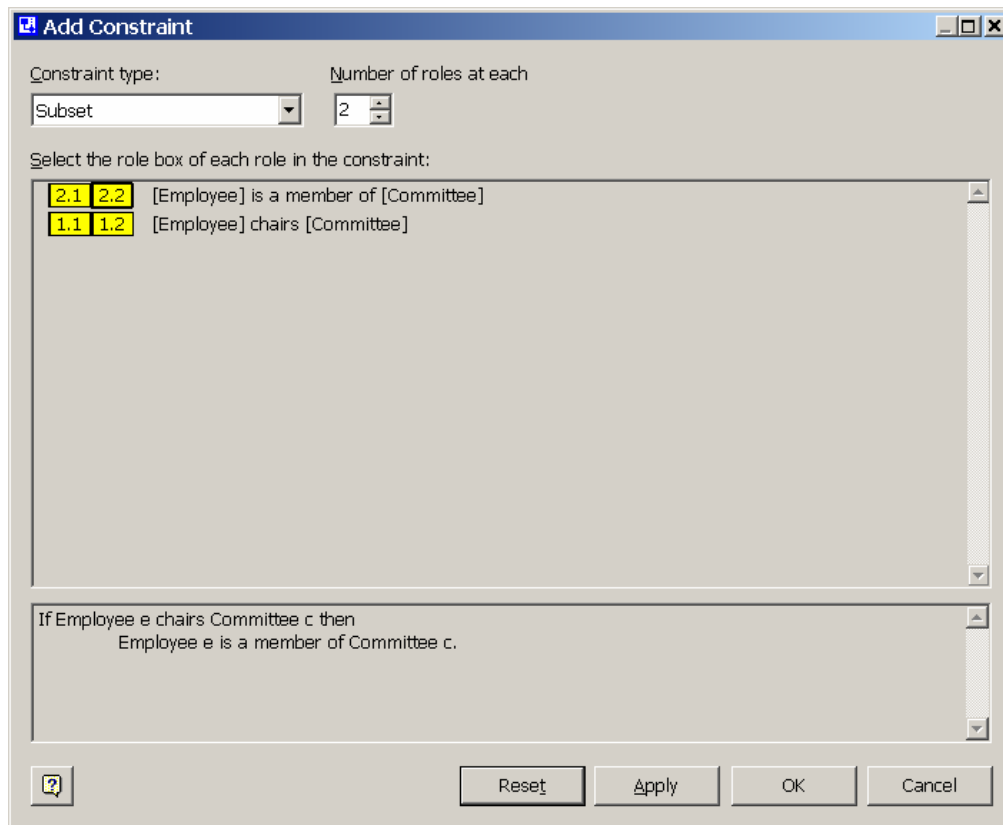 Add Constraint
Constraint type:
Number of roles at each
Subset
2
Select the role box of each role in the constraint:
2.1 2.2 [Employee] is a member of [Committee]
1.1 1.2 [Employee] chairs [Committee]
If Employee e chairs Committee c then
Employee e is a member of Committee c.
Reset Apply OK Cancel